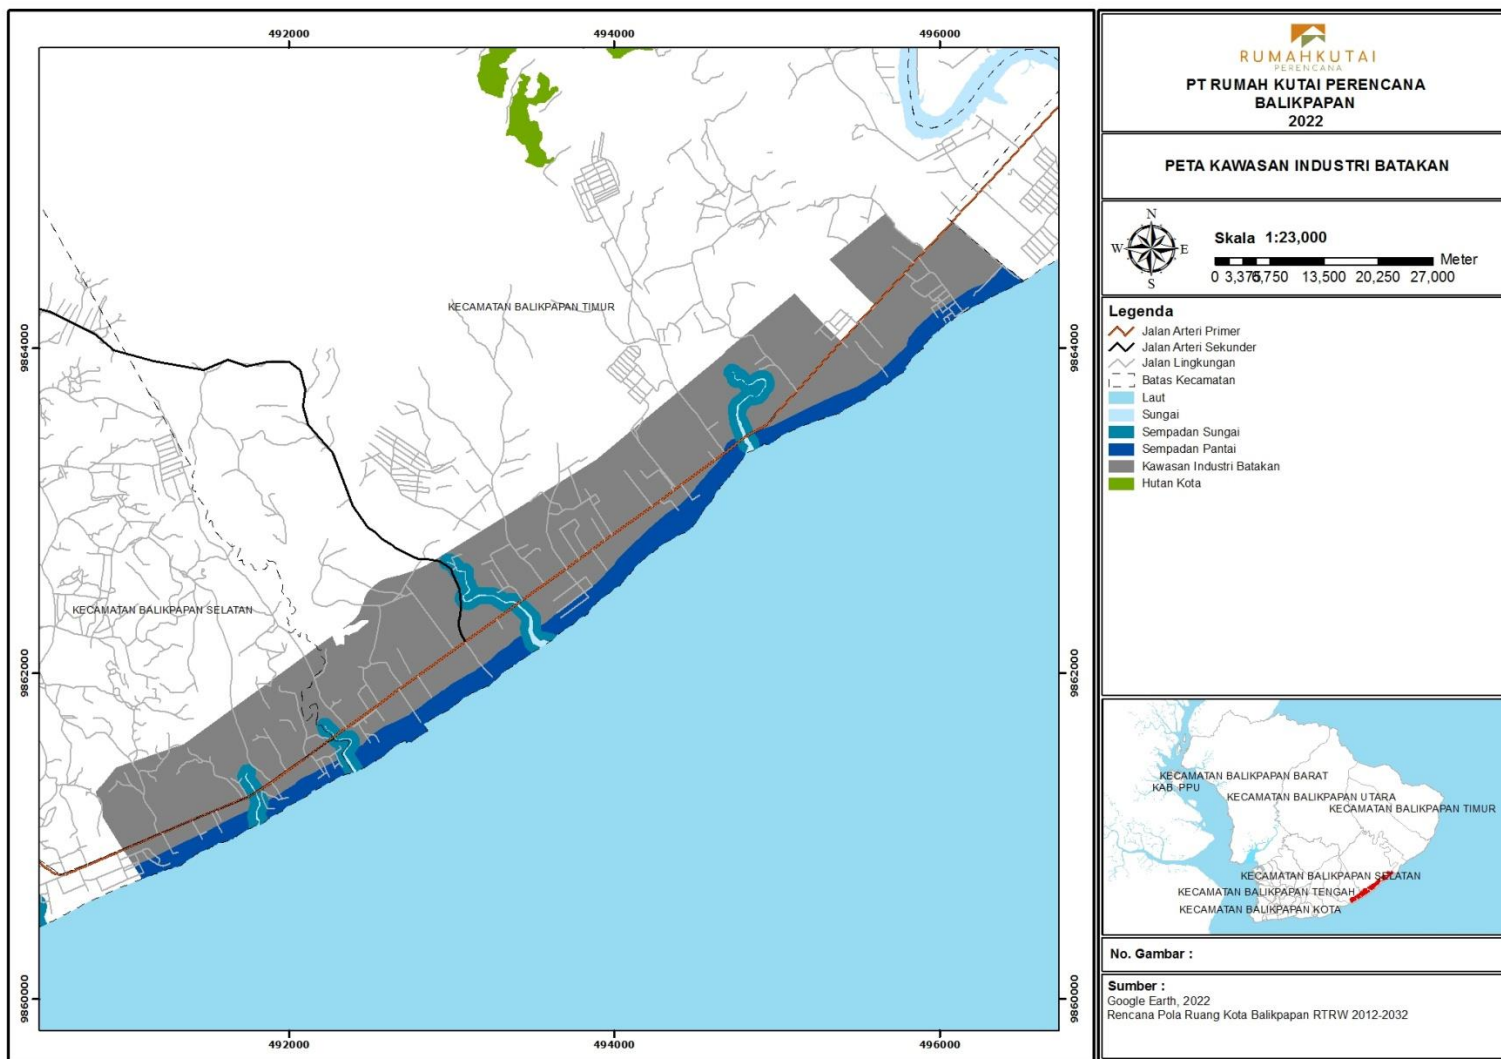 492000
494000
496000
9864000
9862000
9860000
9864000
9862000
9860000
492000
494000
496000
KECAMATAN BALIKPAPAN TIMUR
KECAMATAN BALIKPAPAN SELATAN
RUMAHKUTAI
PERENCANA
PT RUMAH KUTAI PERENCANA
BALIKPAPAN
2022
PETA KAWASAN INDUSTRI BATAKAN
N
W E
S
Skala 1:23,000
Meter
0 3,375 6,750 13,500 20,250 27,000
Legenda
Jalan Arteri Primer
Jalan Arteri Sekunder
Jalan Lingkungan
Batas Kecamatan
Laut
Sungai
Sempadan Sungai
Sempadan Pantai
Kawasan Industri Batakan
Hutan Kota
KECAMATAN BALIKPAPAN BARAT
KAB PPU
KECAMATAN BALIKPAPAN UTARA
KECAMATAN BALIKPAPAN TIMUR
KECAMATAN BALIKPAPAN SELATAN
KECAMATAN BALIKPAPAN TENGAH
KECAMATAN BALIKPAPAN KOTA
No. Gambar :
Sumber :
Google Earth, 2022
Rencana Pola Ruang Kota Balikpapan RTRW 2012-2032